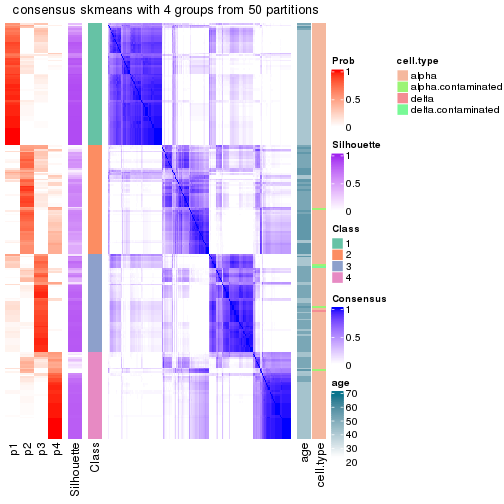 consensus skmeans with 4 groups from 50 partitions
p1
p2
p3
p4
Silhouette
Class
age
cell.type
Prob
1
0.5
0
Silhouette
1
0.5
0
Class
1
2
3
4
Consensus
1
0.5
0
age
70
60
50
40
30
20
cell.type
alpha
alpha.contaminated
delta
delta.contaminated